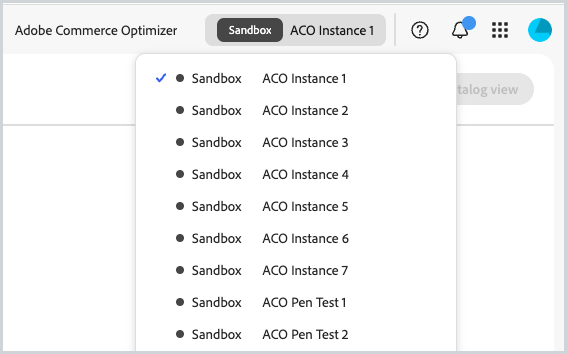 Adobe Commerce Optimizer Sandbox ACO Instance 1
Sandbox ACO Instance 1
talog view
Sandbox ACO Instance 2
Sandbox ACO Instance 3
Sandbox ACO Instance 4
Sandbox ACO Instance 5
Sandbox ACO Instance 6
Sandbox ACO Instance 7
Sandbox ACO Pen Test 1
Sandbox ACO Pen Test 2